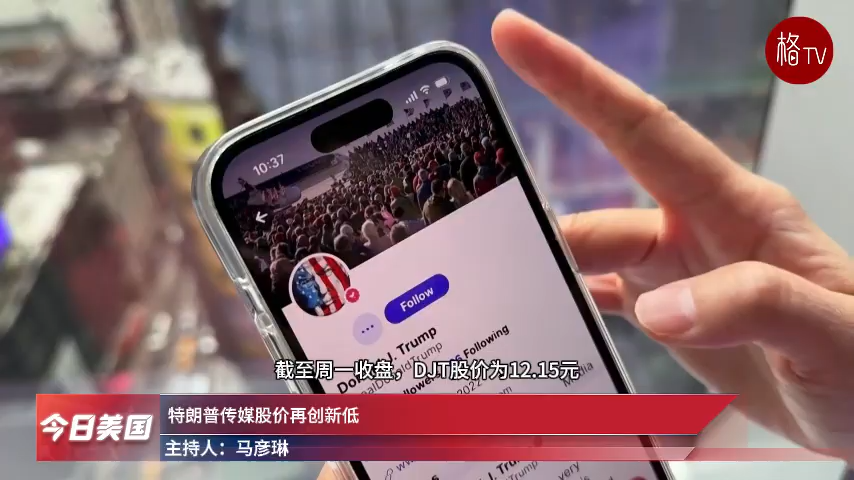 格TV
10:37
Follow
Donald J. Trump
Following
2022
Media
截至周一收盘，DJT股价为12.15元
今日美国
特朗普传媒股价再创新低
主持人：马彦琳